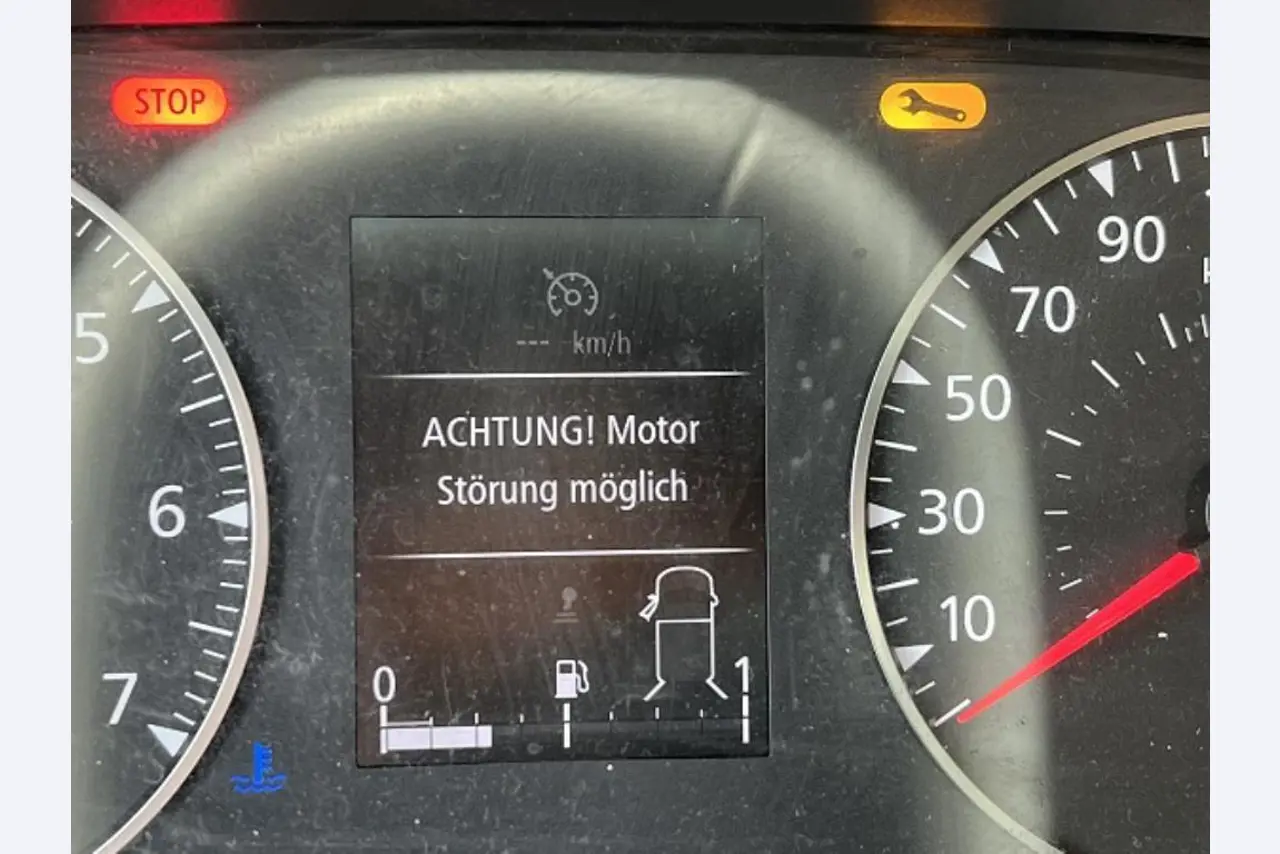 STOP
90
70
5
--- km/h
50
ACHTUNG! Motor
Störung möglich
6
30
10
0
1
7